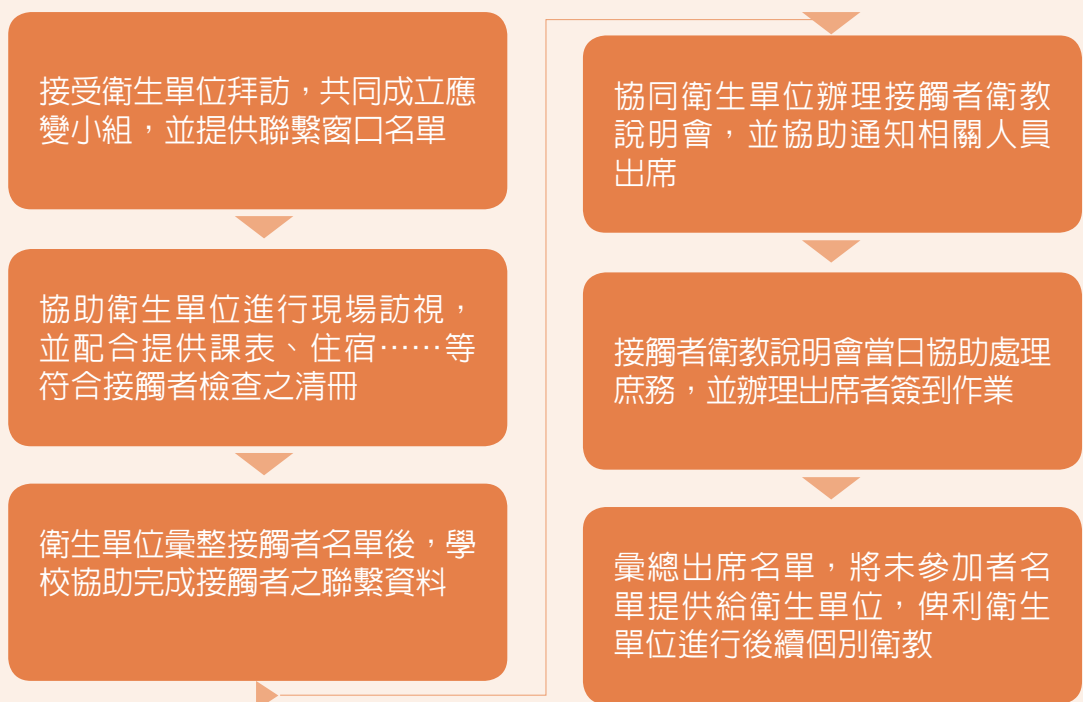 接受衛生單位拜訪，共同成立應
變小組，並提供聯繫窗口名單
協助衛生單位進行現場訪視，
並配合提供課表、住宿……等
符合接觸者檢查之清冊
衛生單位彙整接觸者名單後，學
校協助完成接觸者之聯繫資料
協同衛生單位辦理接觸者衛教
說明會，並協助通知相關人員
出席
接觸者衛教說明會當日協助處理
庶務，並辦理出席者簽到作業
彙總出席名單，將未參加者名
單提供給衛生單位，俾利衛生
單位進行後續個別衛教